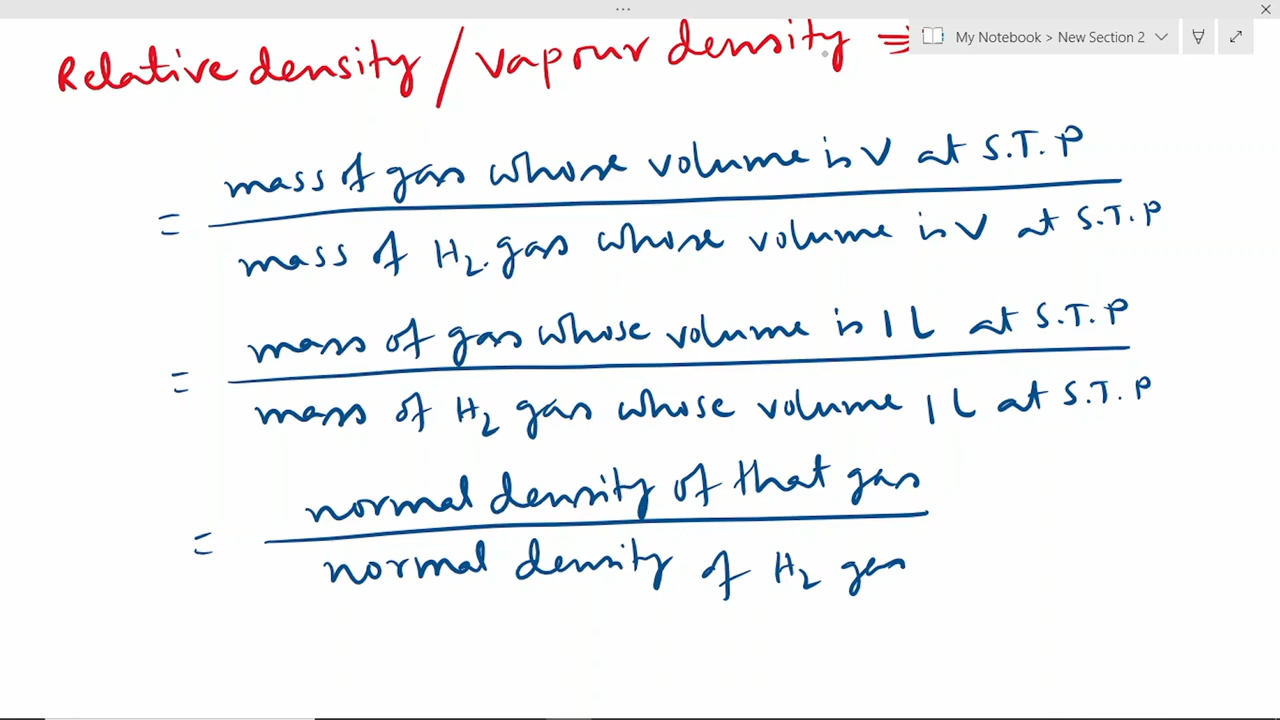 My Notebook > New Section 2
Relative density / vapour density ⇒
= mass of gas whose volume is V at S.T.P
mass of H₂ gas whose volume is V at S.T.P
= mass of gas whose volume is 1 L at S.T.P
mass of H₂ gas whose volume 1 L at S.T.P
= normal density of that gas
normal density of H₂ gas